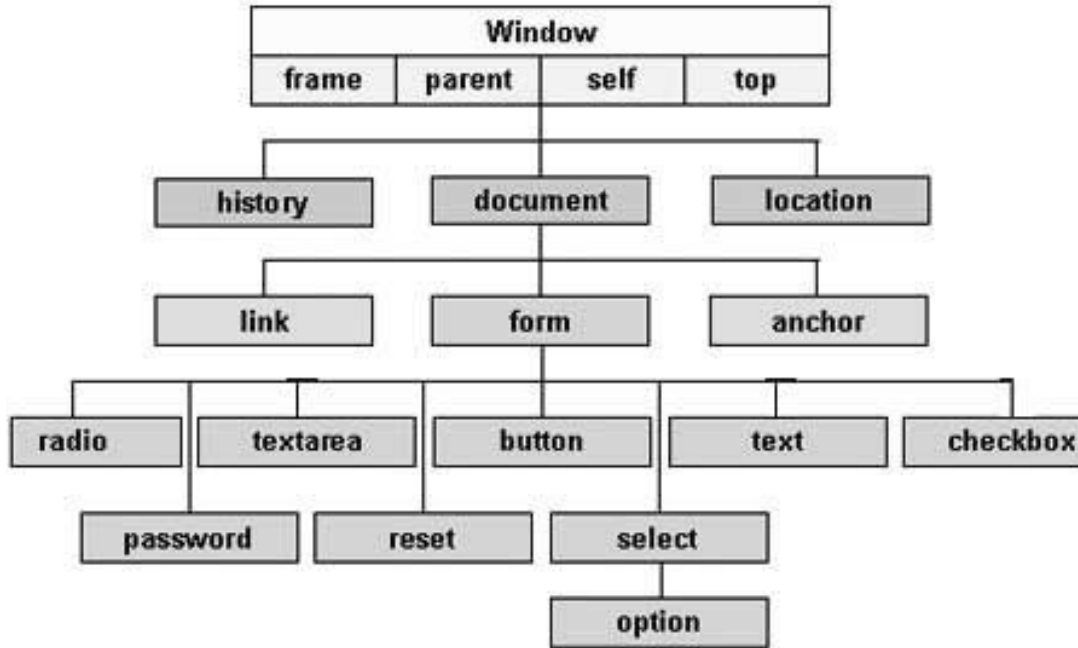 Window
frame parent self top
history document location
link form anchor
radio textarea button text checkbox
password reset select
option